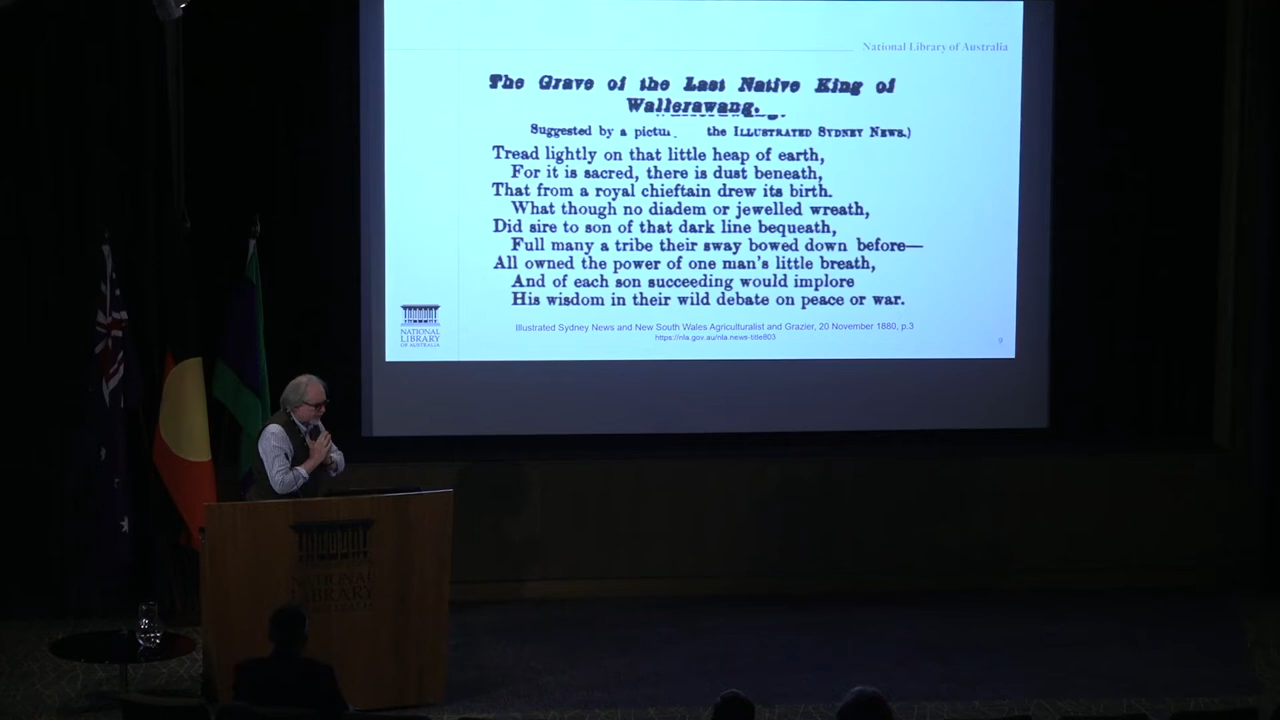 National Library of Australia
The Grave of the Last Native King of
Wallerawang.
Suggested by a the ILLUSTRATED SYDNEY NEWS.)
Tread lightly on that little heap of earth,
For it is sacred, there is dust beneath,
That from a royal chieftain drew its birth.
What though no diadem or jewelled wreath,
Did sire to son of that dark line bequeath,
Full many a tribe their sway bowed down before—
All owned the power of one man's little breath,
And of each son succeeding would implore
His wisdom in their wild debate on peace or war.
Illustrated Sydney News and New South Wales Agriculturalist and Grazier, 20 November 1880, p.3
https://nla.gov.au/nla.news-title803
9
NATIONAL
LIBRARY
OF AUSTRALIA
NATIONAL
LIBRARY
OF AUSTRALIA